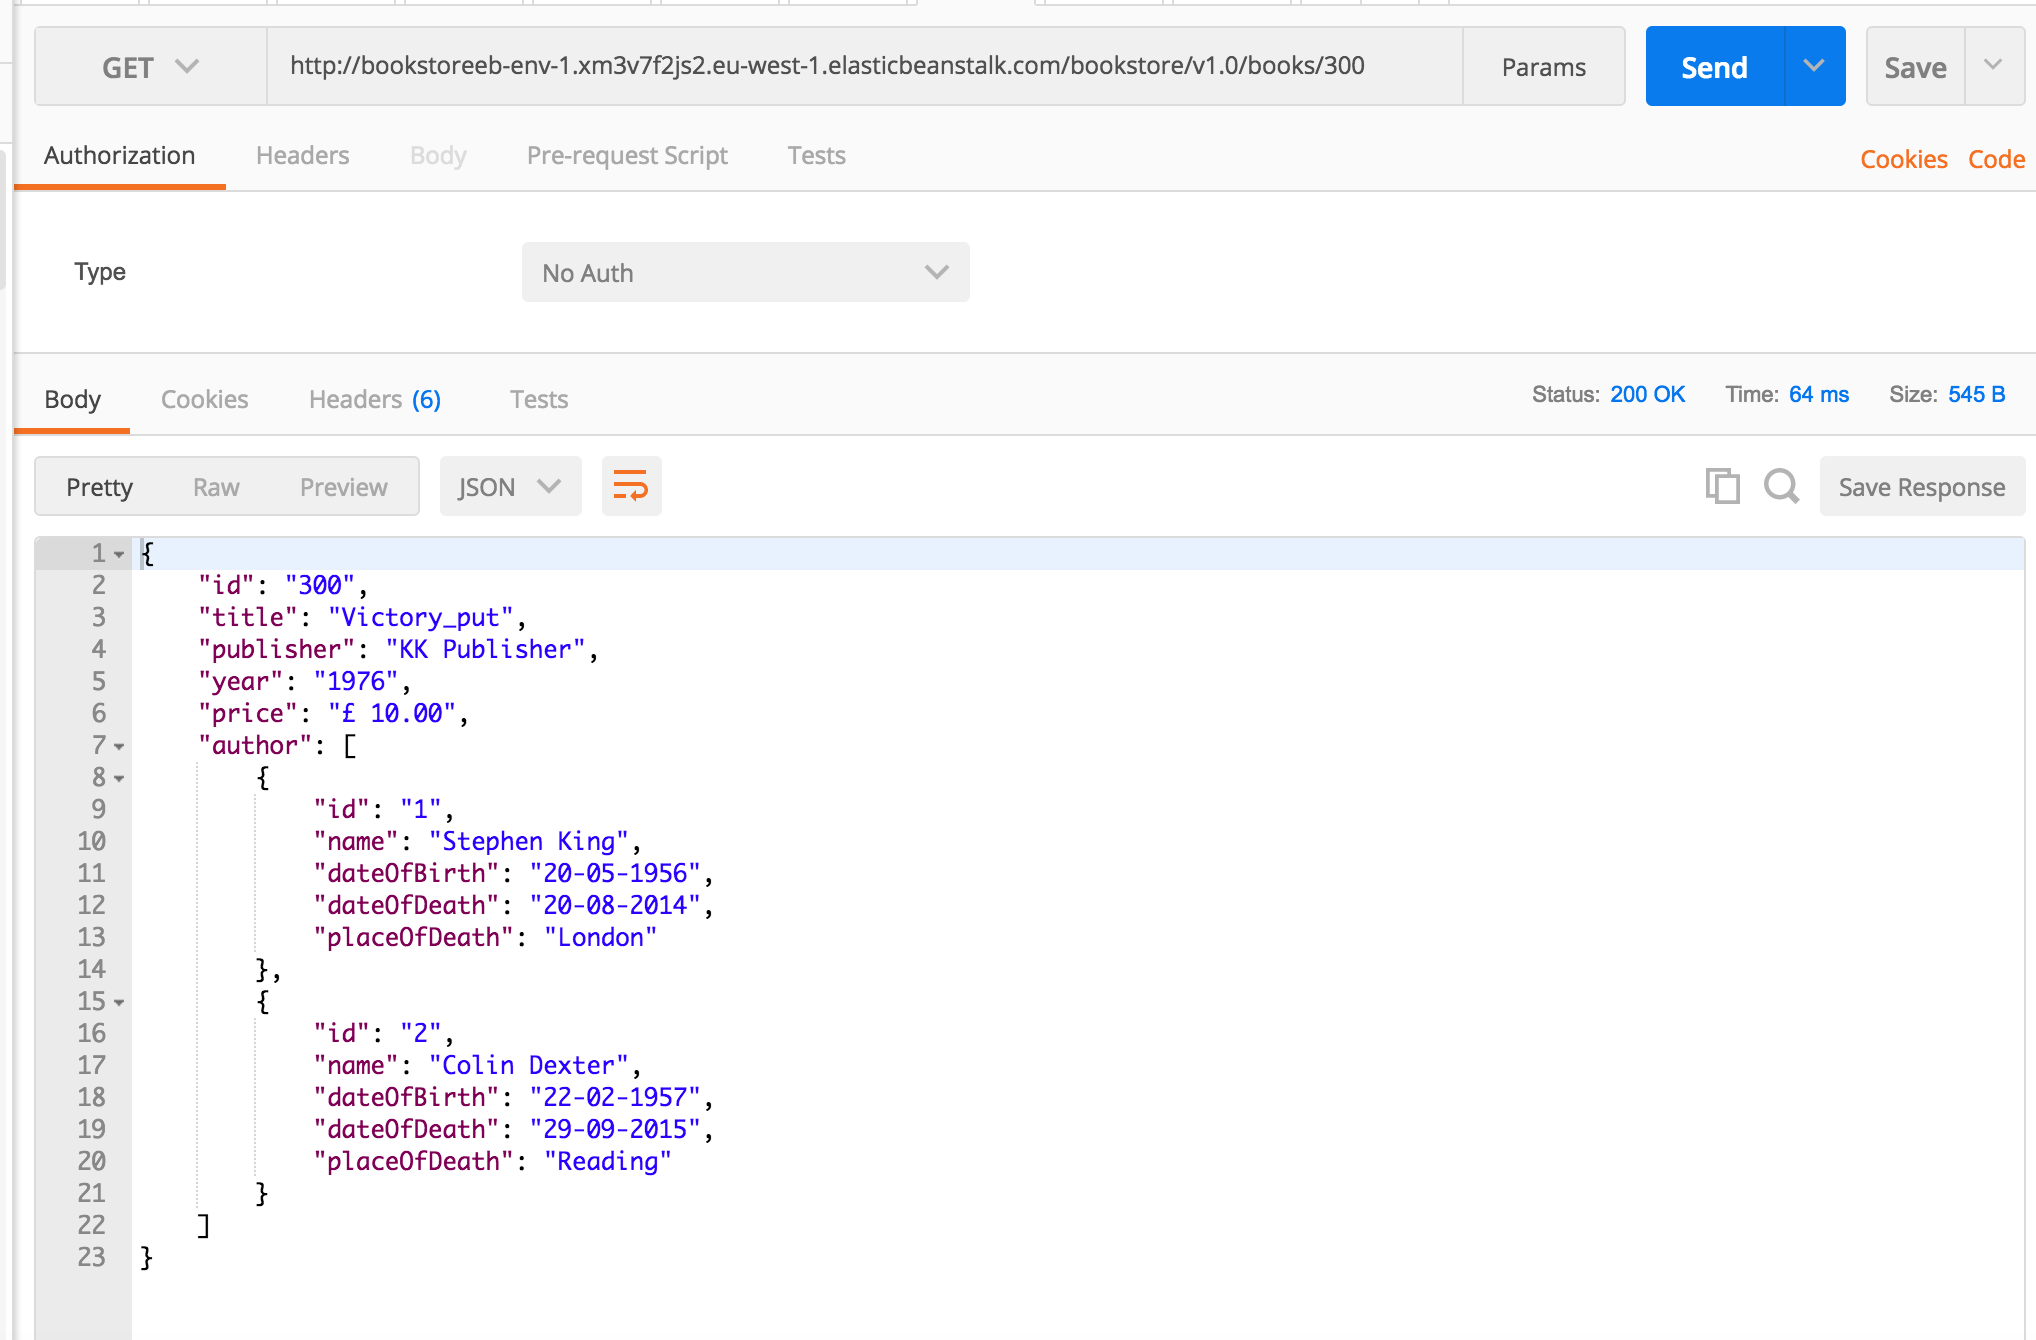 GET http://bookstoreeb-env-1.xm3v7f2js2.eu-west-1.elasticbeanstalk.com/bookstore/v1.0/books/300 Params Send Save
Authorization Headers Body Pre-request Script Tests Cookies Code
Type No Auth
Body Cookies Headers (6) Tests Status: 200 OK Time: 64 ms Size: 545 B
Pretty Raw Preview JSON Save Response
1 {
2 "id": "300",
3 "title": "Victory_put",
4 "publisher": "KK Publisher",
5 "year": "1976",
6 "price": "£ 10.00",
7 "author": [
8 {
9 "id": "1",
10 "name": "Stephen King",
11 "dateOfBirth": "20-05-1956",
12 "dateOfDeath": "20-08-2014",
13 "placeOfDeath": "London"
14 },
15 {
16 "id": "2",
17 "name": "Colin Dexter",
18 "dateOfBirth": "22-02-1957",
19 "dateOfDeath": "29-09-2015",
20 "placeOfDeath": "Reading"
21 }
22 ]
23 }